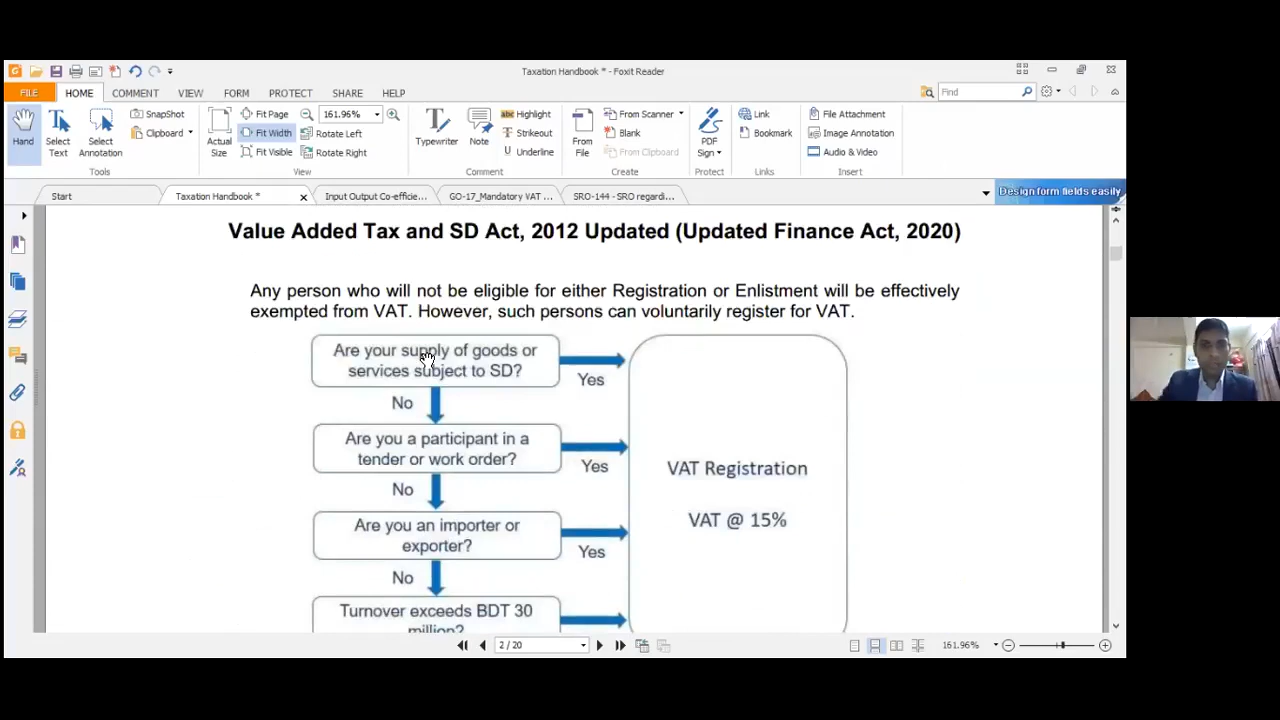 Taxation Handbook * - Foxit Reader
FILE HOME COMMENT VIEW FORM PROTECT SHARE HELP
Find
SnapShot Fit Page 161.96% Highlight From Scanner Link File Attachment
Clipboard Fit Width Rotate Left Strikeout Blank Bookmark Image Annotation
Hand Select Text Select Annotation Actual Size Fit Visible Rotate Right Typewriter Note Underline From File From Clipboard PDF Sign Audio & Video
Tools View Comment Create Protect Links Insert
Start Taxation Handbook * Input Output Co-efficie... GO-17_Mandatory VAT ... SRO-144 - SRO regardi... Design form fields easily
Value Added Tax and SD Act, 2012 Updated (Updated Finance Act, 2020)
Any person who will not be eligible for either Registration or Enlistment will be effectively
exempted from VAT. However, such persons can voluntarily register for VAT.
Are your supply of goods or
services subject to SD?
Yes
No
Are you a participant in a
tender or work order?
Yes
No
Are you an importer or
exporter?
Yes
No
Turnover exceeds BDT 30
million?
VAT Registration
VAT @ 15%
2 / 20
161.96%